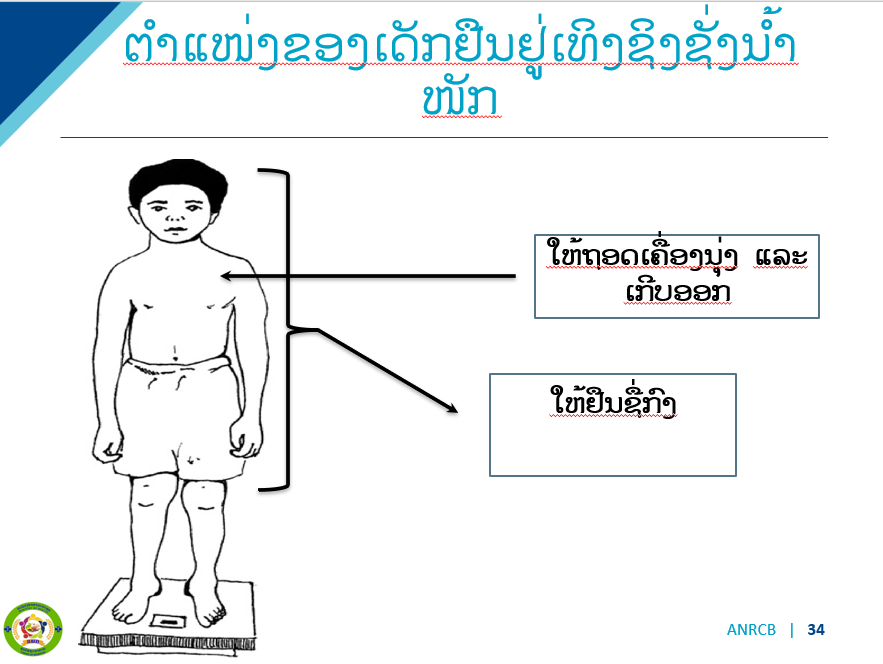 ຕຳແໜ່ງຂອງເດັກຢືນຢູ່ເທິງຊິງຊັ່ງນ້ຳ
ໜັກ
ໃຫ້ຖອດເຄື່ອງນຸ່ງ ແລະ
ເກີບອອກ
ໃຫ້ຢືນຊື່ກົງ
ANRCB | 34